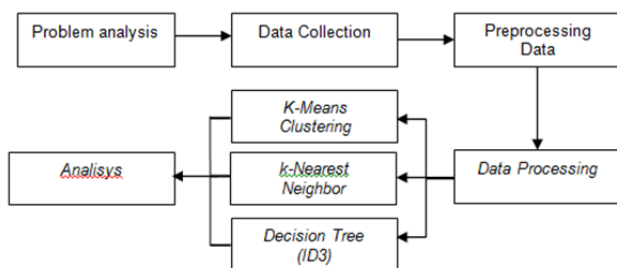 Problem analysis
Data Collection
Preprocessing
Data
K-Means
Clustering
Analisys
k-Nearest
Neighbor
Data Processing
Decision Tree
(ID3)